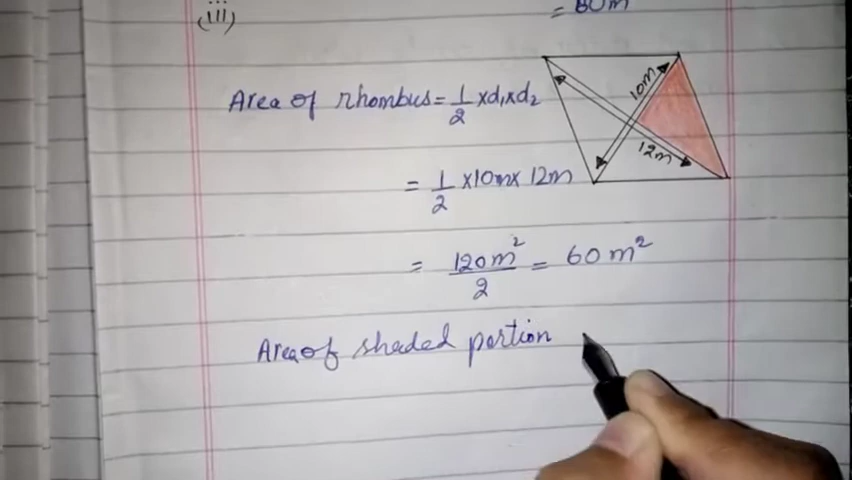 (iii)
= 60m
Area of rhombus = 1/2 x d₁ x d₂
10m
12m
= 1/2 x 10m x 12m
= 120m²/2 = 60 m²
Area of shaded portion